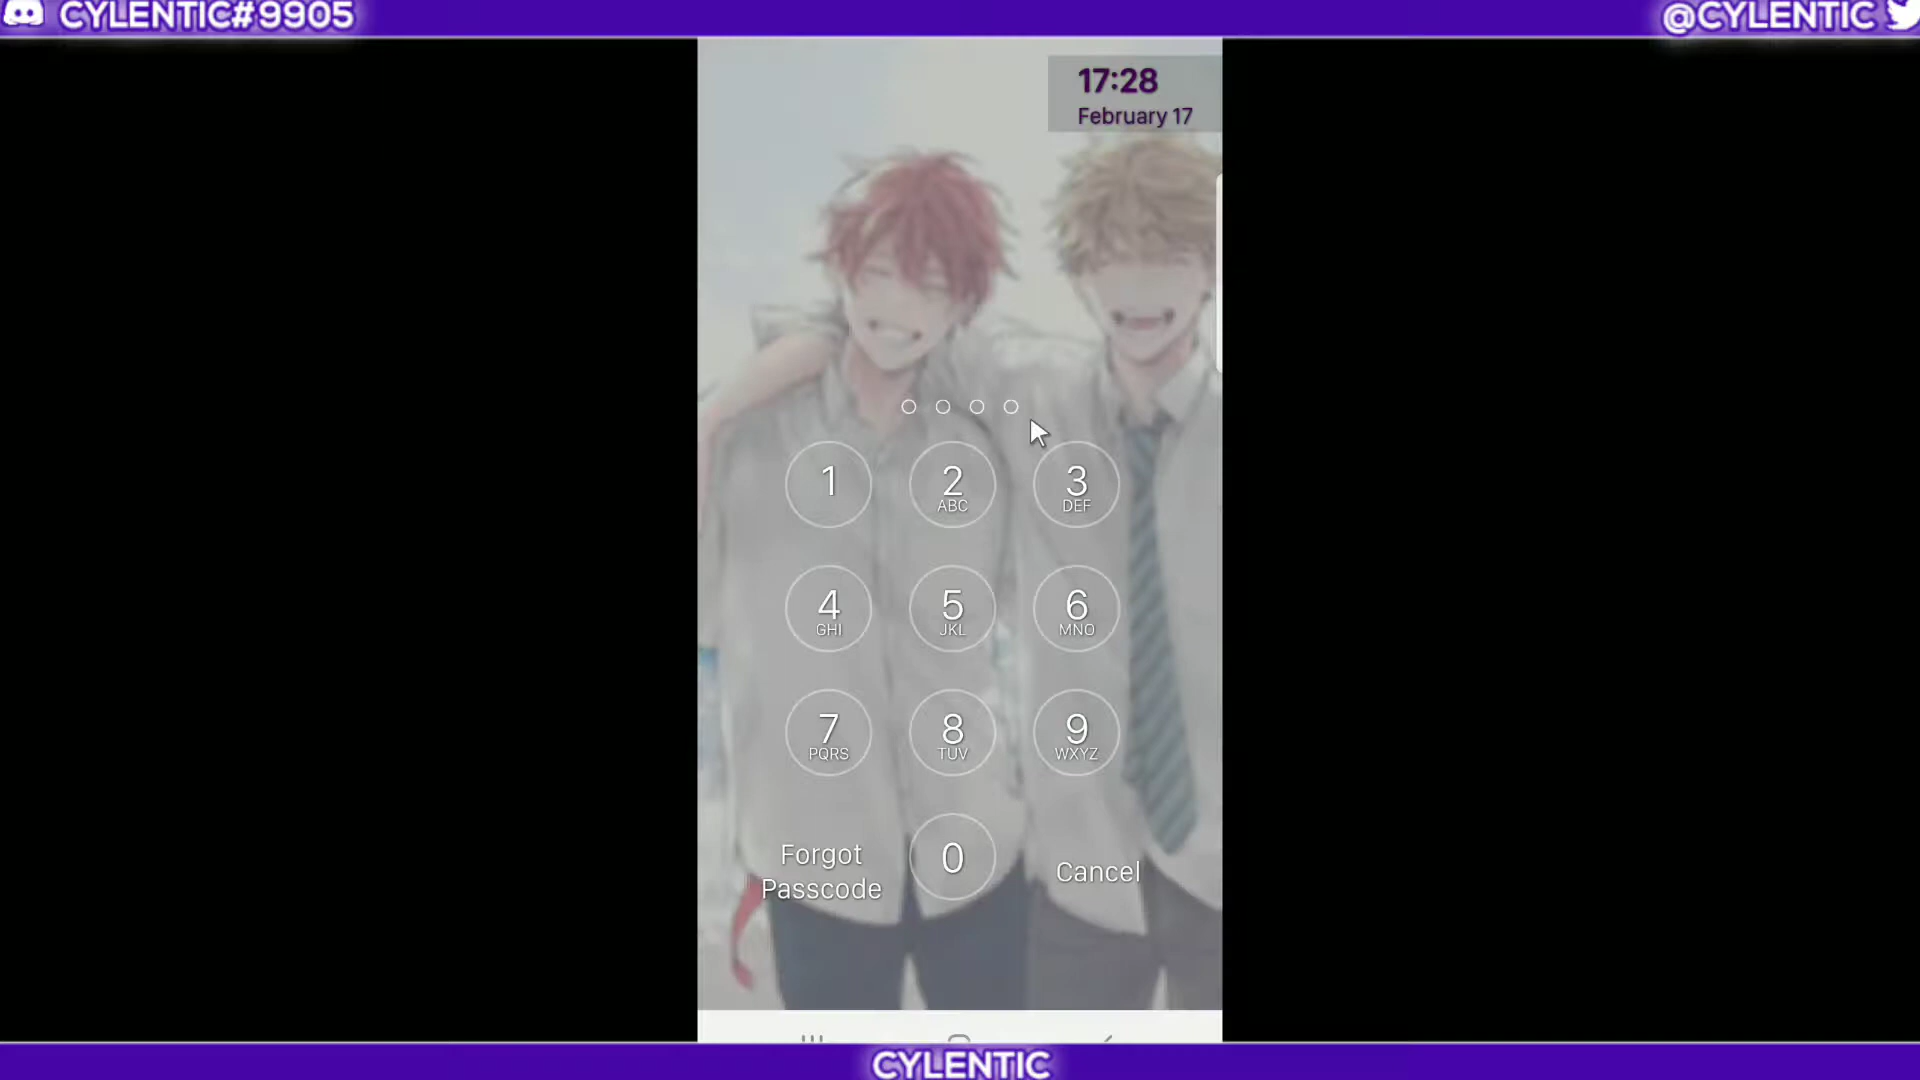 CYLENTIC#9905
@CYLENTIC
17:28
February 17
1
2
ABC
3
DEF
4
GHI
5
JKL
6
MNO
7
PQRS
8
TUV
9
WXYZ
Forgot
Passcode
0
Cancel
CYLENTIC